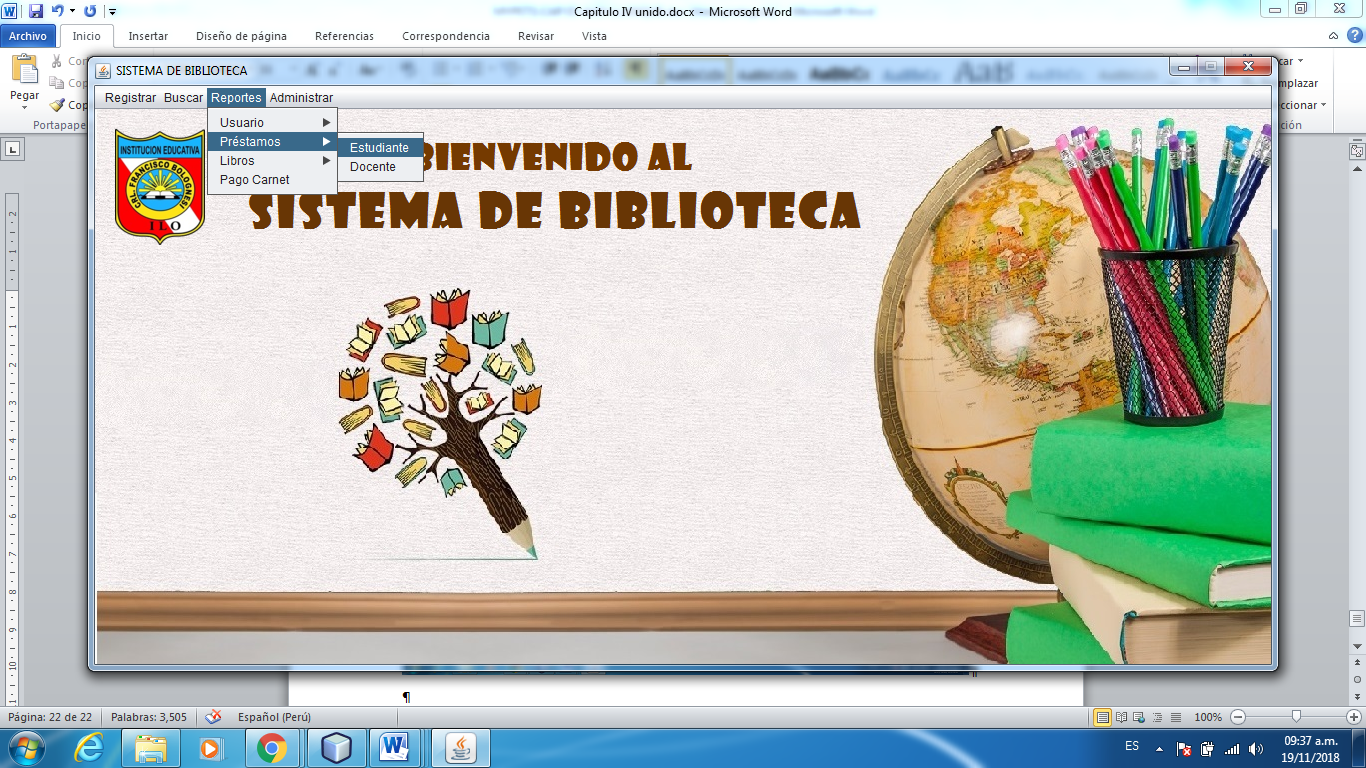 Capitulo IV unido.docx - Microsoft Word
Archivo Inicio Insertar Diseño de página Referencias Correspondencia Revisar Vista
Pegar
SISTEMA DE BIBLIOTECA
Registrar Buscar Reportes Administrar
Usuario
Préstamos
Libros
Pago Carnet
Estudiante
Docente
INSTITUCION EDUCATIVA
CRL. FRANCISCO BOLOGNESI
ILO
BIENVENIDO AL
SISTEMA DE BIBLIOTECA
Página: 22 de 22 Palabras: 3,505 Español (Perú) 100%
ES 09:37 a.m.
19/11/2018